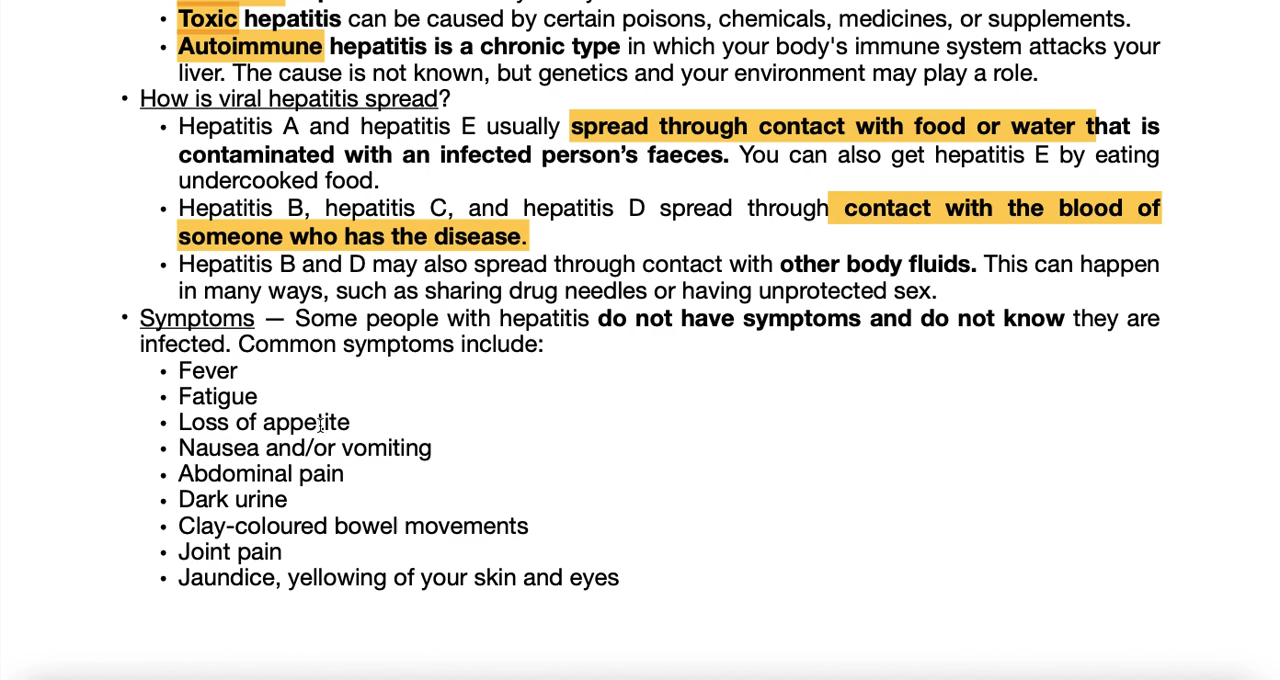 • Toxic hepatitis can be caused by certain poisons, chemicals, medicines, or supplements.
• Autoimmune hepatitis is a chronic type in which your body's immune system attacks your
liver. The cause is not known, but genetics and your environment may play a role.
• How is viral hepatitis spread?
• Hepatitis A and hepatitis E usually spread through contact with food or water that is
contaminated with an infected person’s faeces. You can also get hepatitis E by eating
undercooked food.
• Hepatitis B, hepatitis C, and hepatitis D spread through contact with the blood of
someone who has the disease.
• Hepatitis B and D may also spread through contact with other body fluids. This can happen
in many ways, such as sharing drug needles or having unprotected sex.
• Symptoms — Some people with hepatitis do not have symptoms and do not know they are
infected. Common symptoms include:
• Fever
• Fatigue
• Loss of appetite
• Nausea and/or vomiting
• Abdominal pain
• Dark urine
• Clay-coloured bowel movements
• Joint pain
• Jaundice, yellowing of your skin and eyes